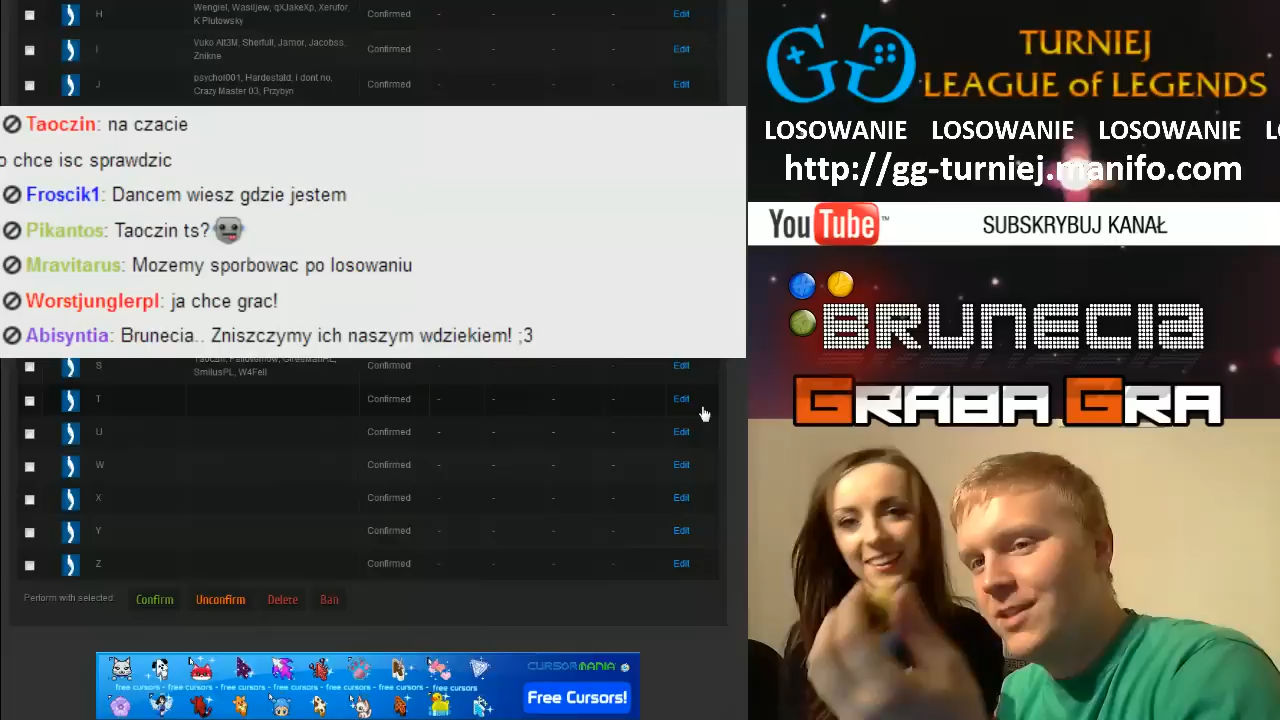 H Wengiel, Wasiljew, qXJakeXp, Xerufor, Confirmed - - - - Edit
K Plutowsky
I Vuko Alt3M, Sherfull, Jamor, Jacobss, Confirmed - - - - Edit
Znikne
J psychol001, Hardestald, i dont no, Confirmed - - - - Edit
Crazy Master 03, Przybyn
Taoczin: na czacie
o chce isc sprawdzic
Froscik1: Dancem wiesz gdzie jestem
Pikantos: Taoczin ts?
Mravitarus: Mozemy sporbowac po losowaniu
Worstjunglerpl: ja chce grac!
Abisyntia: Brunecia.. Zniszczymy ich naszym wdziekiem! ;3
S Confirmed - - - - Edit
SmilusPL, W4Fell
T Confirmed - - - - Edit
U Confirmed - - - - Edit
W Confirmed - - - - Edit
X Confirmed - - - - Edit
Y Confirmed - - - - Edit
Z Confirmed - - - - Edit
Perform with selected: Confirm Unconfirm Delete Ban
CURSORMANIA
free cursors - free cursors - free cursors - free cursors - free cursors
Free Cursors!
GG
TURNIEJ
LEAGUE of LEGENDS
LOSOWANIE LOSOWANIE LOSOWANIE L
http://gg-turniej.manifo.com
YouTube™ SUBSKRYBUJ KANAŁ
BRUNECIA
GRABA GRA